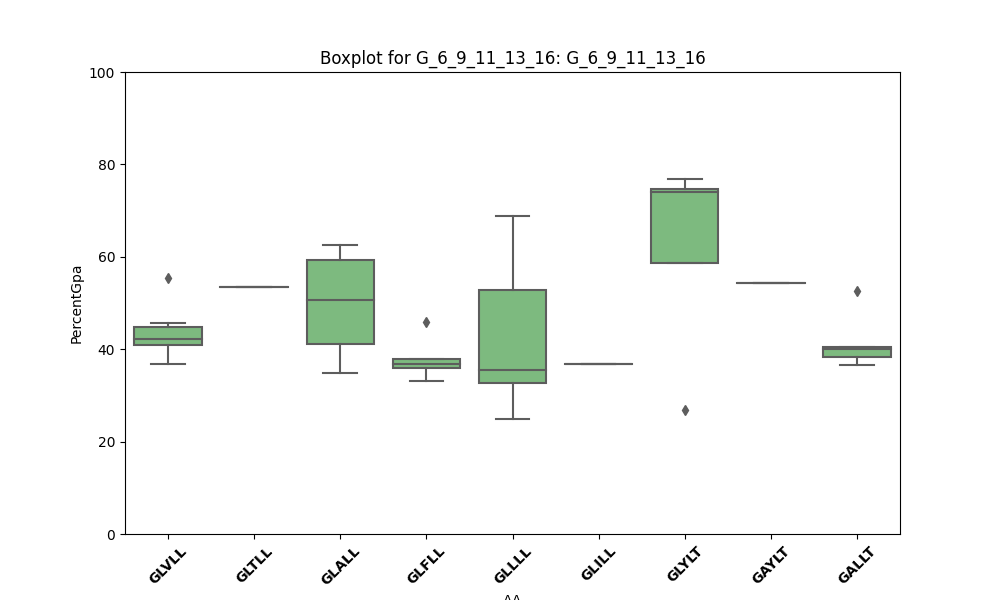 Boxplot for G_6_9_11_13_16: G_6_9_11_13_16
100
80
60
40
20
0
PercentGpa
GLVLL GLTLL GLALL GLFLL GLLLL GLILL GLYLT GAYLT GALLT
AA